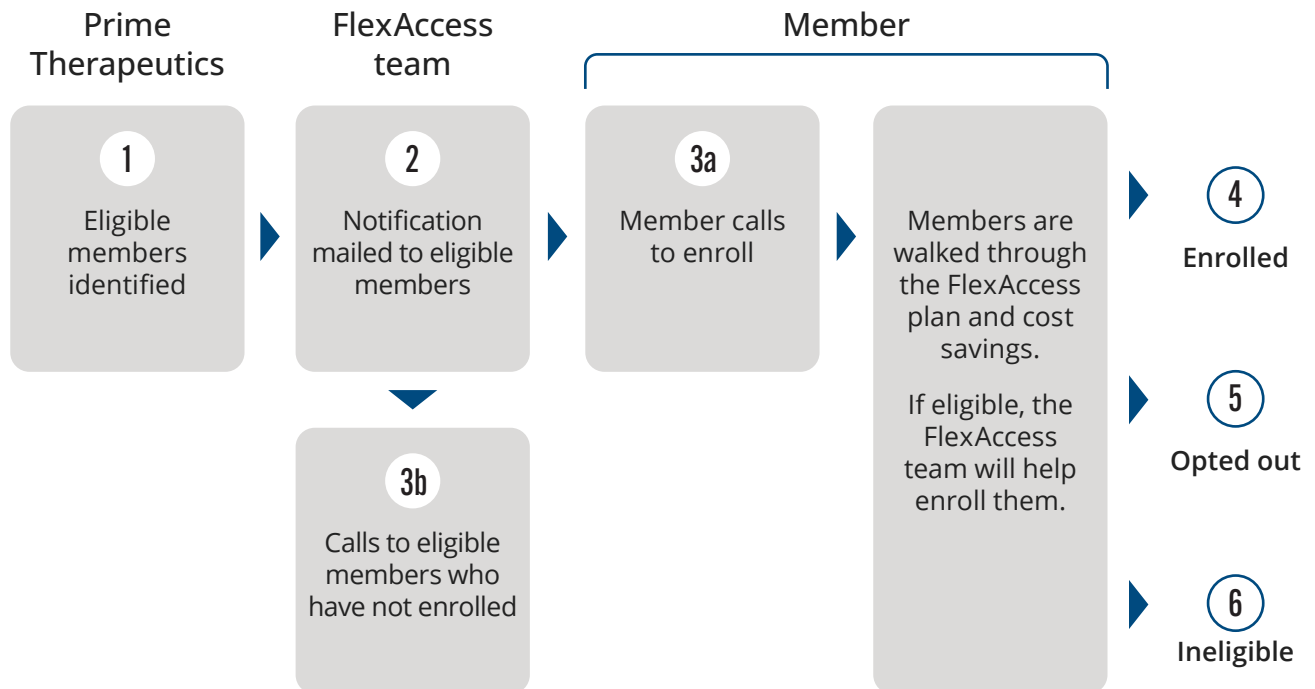 Prime
Therapeutics
FlexAccess
team
Member
1
Eligible
members
identified
2
Notification
mailed to eligible
members
3a
Member calls
to enroll
3b
Calls to eligible
members who
have not enrolled
Members are
walked through
the FlexAccess
plan and cost
savings.
If eligible, the
FlexAccess
team will help
enroll them.
4
Enrolled
5
Opted out
6
Ineligible